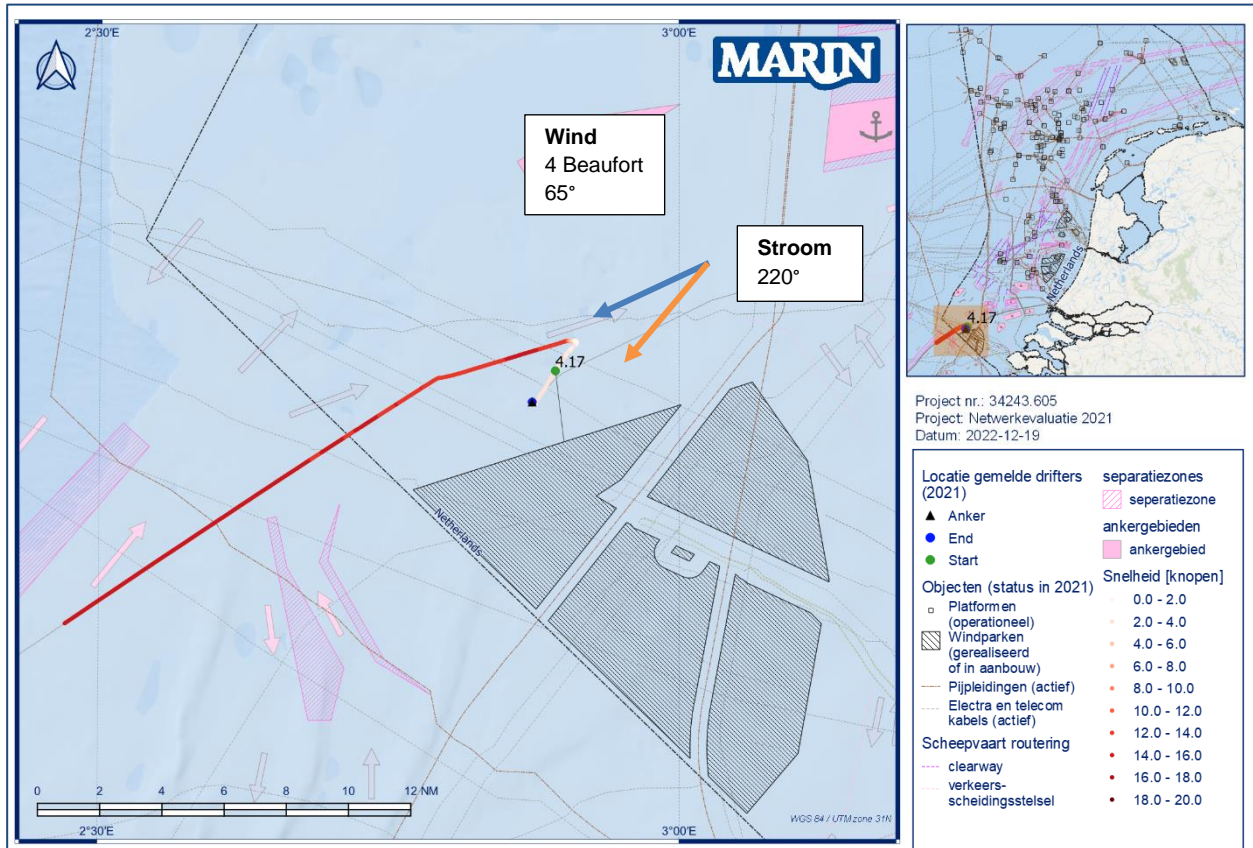 2°30'E
3°00'E
MARIN
Wind
4 Beaufort
65°
Stroom
220°
4.17
Netherlands
0 2 4 6 8 10 12 NM
2°30'E
3°00'E
WGS 84 / UTM zone 31N
Netherlands
4.17
Project nr.: 34243.605
Project: Netwerkevaluatie 2021
Datum: 2022-12-19
Locatie gemelde drifters
(2021)
Anker
End
Start
Objecten (status in 2021)
Platformen
(operationeel)
Windparken
(gerealiseerd
of in aanbouw)
Pijpleidingen (actief)
Electra en telecom
kabels (actief)
Scheepvaart routering
clearway
verkeers-
scheidingsstelsel
separatiezones
seperatiezone
ankergebieden
ankergebied
Snelheid [knopen]
0.0 - 2.0
2.0 - 4.0
4.0 - 6.0
6.0 - 8.0
8.0 - 10.0
10.0 - 12.0
12.0 - 14.0
14.0 - 16.0
16.0 - 18.0
18.0 - 20.0